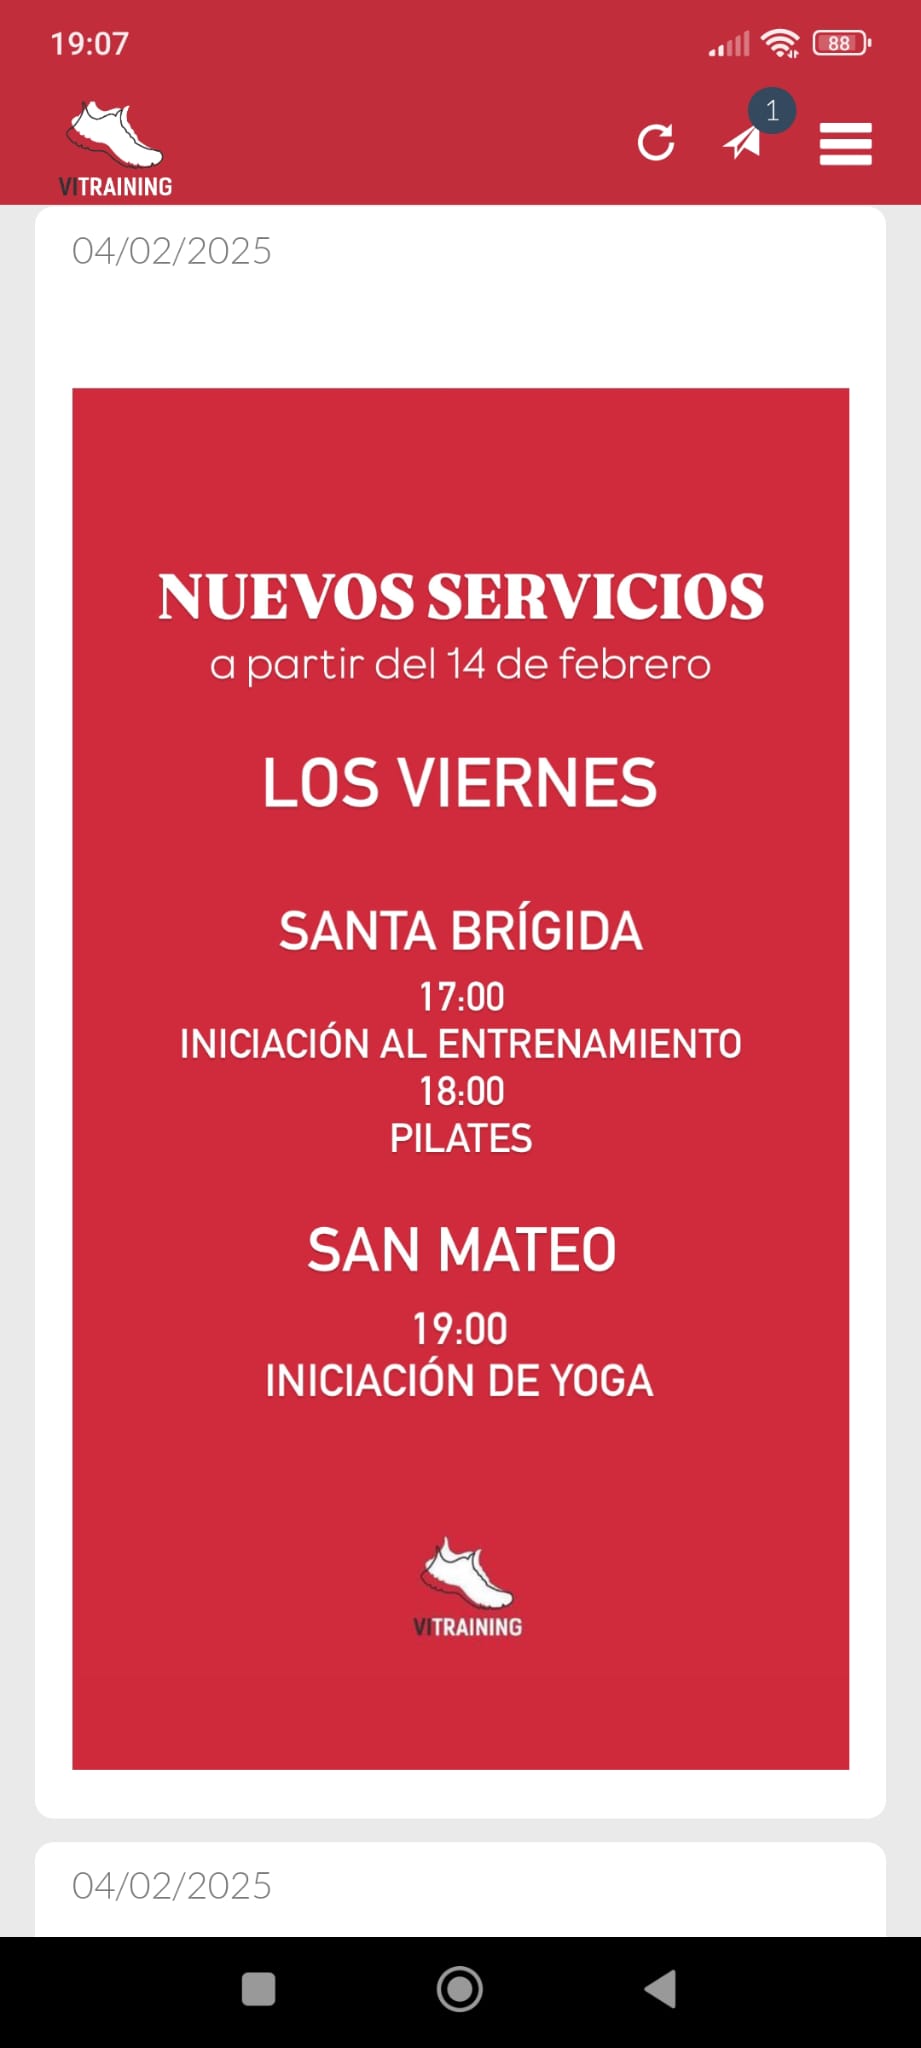 19:07
88
1
VITRAINING
04/02/2025
NUEVOS SERVICIOS
a partir del 14 de febrero
LOS VIERNES
SANTA BRÍGIDA
17:00
INICIACIÓN AL ENTRENAMIENTO
18:00
PILATES
SAN MATEO
19:00
INICIACIÓN DE YOGA
VITRAINING
04/02/2025